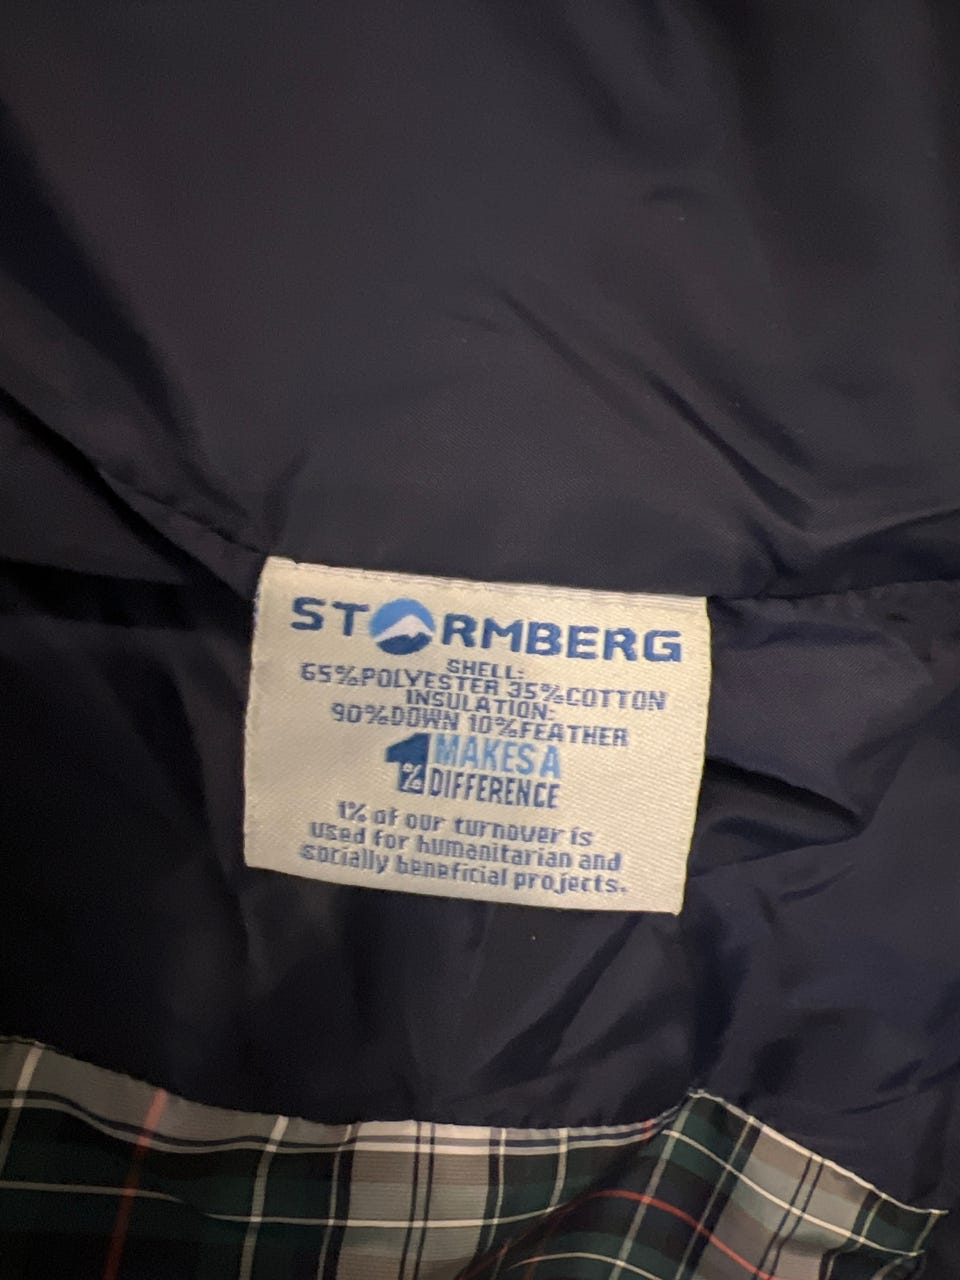 STORMBERG
SHELL:
65%POLYESTER 35%COTTON
INSULATION:
90%DOWN 10%FEATHER
1% MAKES A
DIFFERENCE
1% of our turnover is
used for humanitarian and
socially beneficial projects.